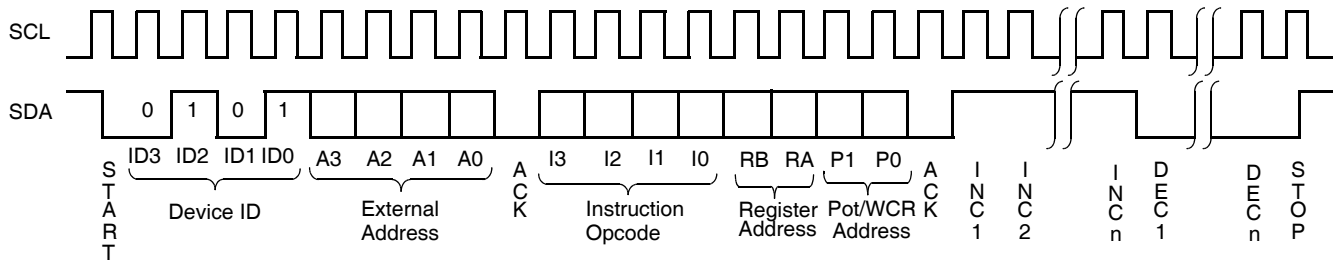 SCL
SDA
0 1 0 1
ID3 ID2 ID1 ID0 A3 A2 A1 A0 I3 I2 I1 I0 RB RA P1 P0
START
ACK
ACK
INC1
INC2
INCn
DEC1
DECn
STOP
Device ID
External
Address
Instruction
Opcode
Register
Address
Pot/WCR
Address